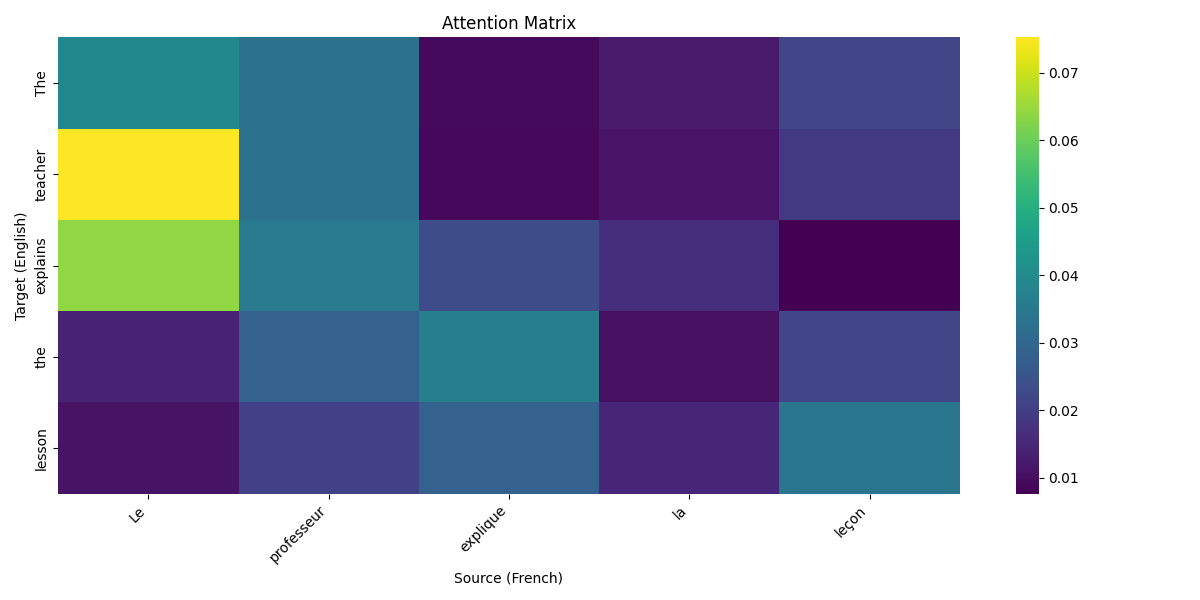 Attention Matrix
Target (English)
The
teacher
explains
the
lesson
Le
professeur
explique
la
leçon
Source (French)
0.07
0.06
0.05
0.04
0.03
0.02
0.01